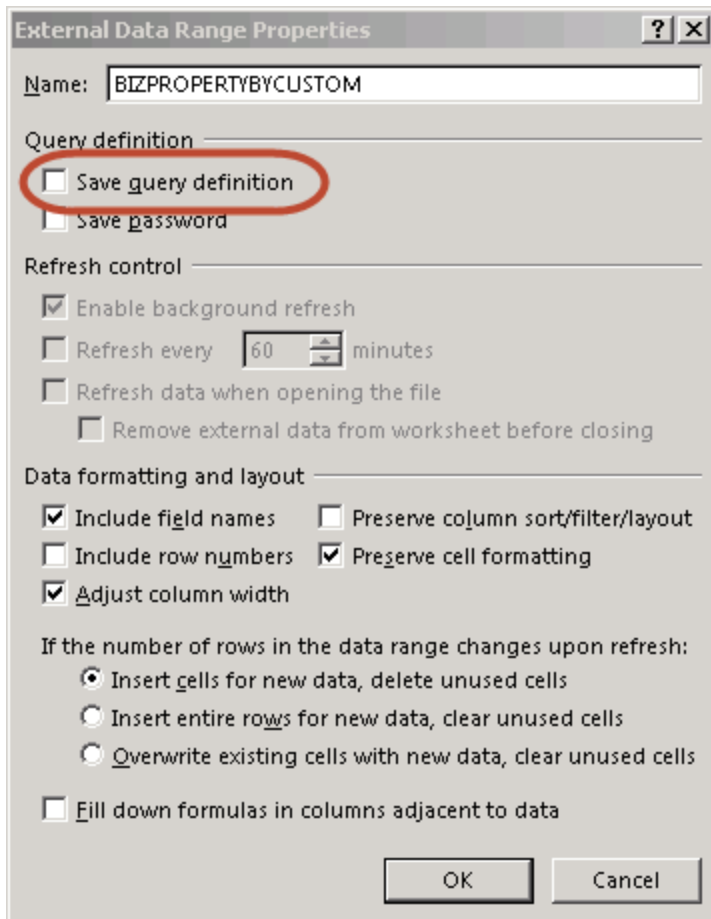 External Data Range Properties
Name: BIZPROPERTYBYCUSTOM
Query definition
Save query definition
Save password
Refresh control
Enable background refresh
Refresh every 60 minutes
Refresh data when opening the file
Remove external data from worksheet before closing
Data formatting and layout
Include field names Preserve column sort/filter/layout
Include row numbers Preserve cell formatting
Adjust column width
If the number of rows in the data range changes upon refresh:
Insert cells for new data, delete unused cells
Insert entire rows for new data, clear unused cells
Overwrite existing cells with new data, clear unused cells
Fill down formulas in columns adjacent to data
OK Cancel